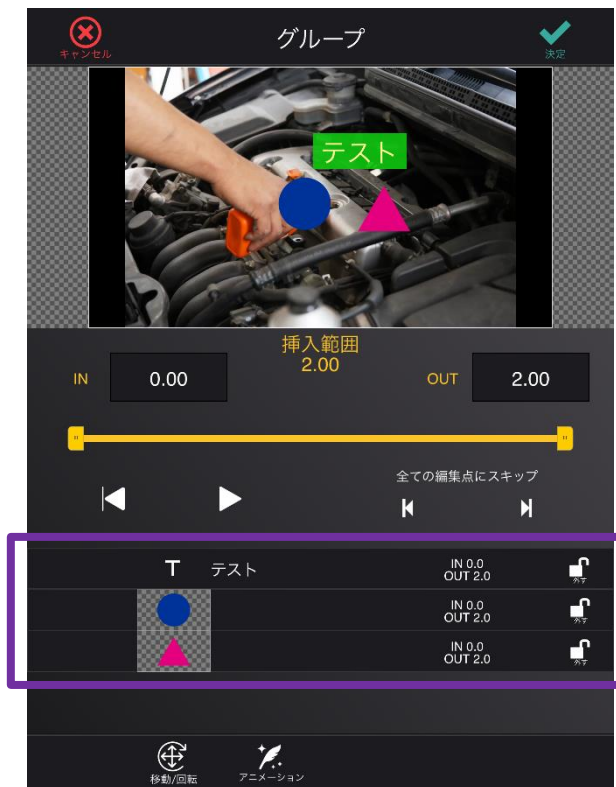 グループ
キャンセル
決定
テスト
挿入範囲
2.00
IN
0.00
OUT
2.00
全ての編集点にスキップ
T テスト
IN 0.0
OUT 2.0
外す
IN 0.0
OUT 2.0
外す
IN 0.0
OUT 2.0
外す
移動/回転
アニメーション